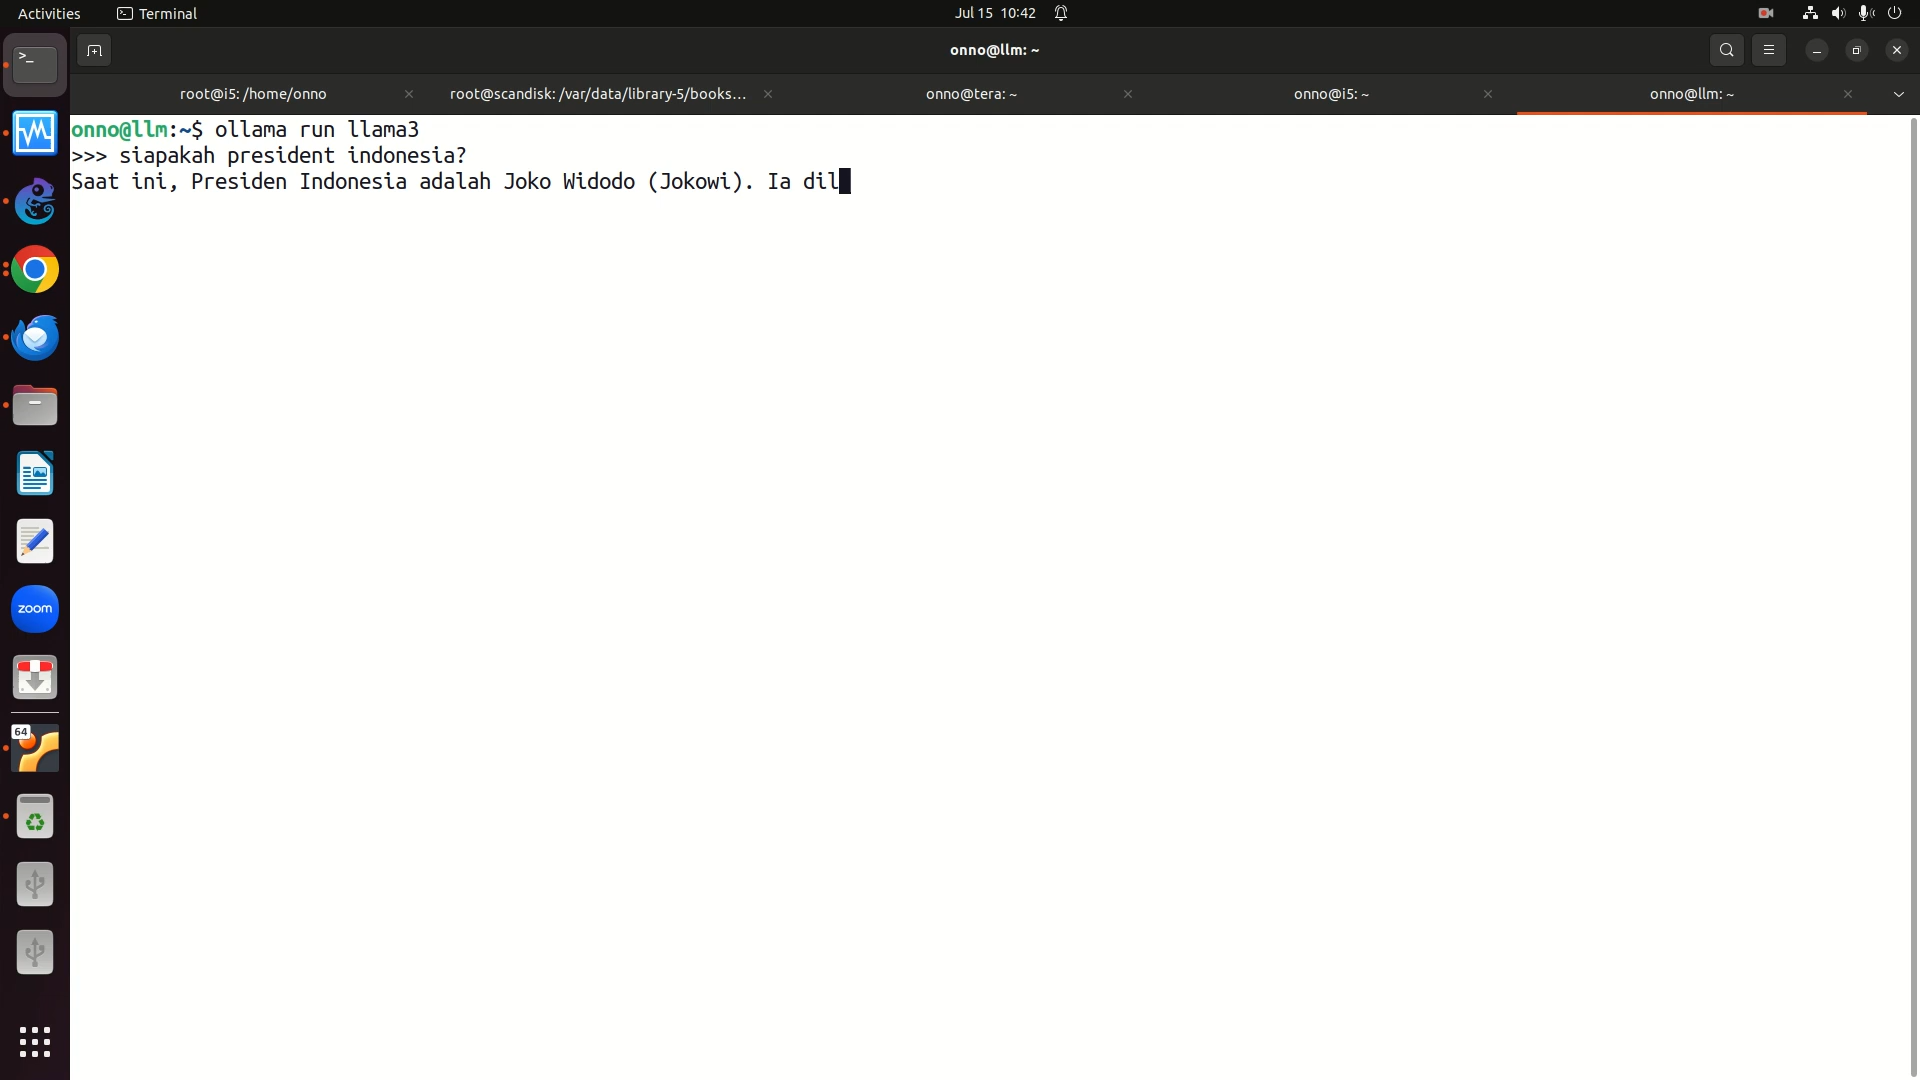 Activities
Terminal
Jul 15 10:42
onno@llm: ~
root@i5: /home/onno
root@scandisk: /var/data/library-5/books...
onno@tera: ~
onno@i5: ~
onno@llm: ~
onno@llm:~$ ollama run llama3
>>> siapakah president indonesia?
Saat ini, Presiden Indonesia adalah Joko Widodo (Jokowi). Ia dil
zoom
64